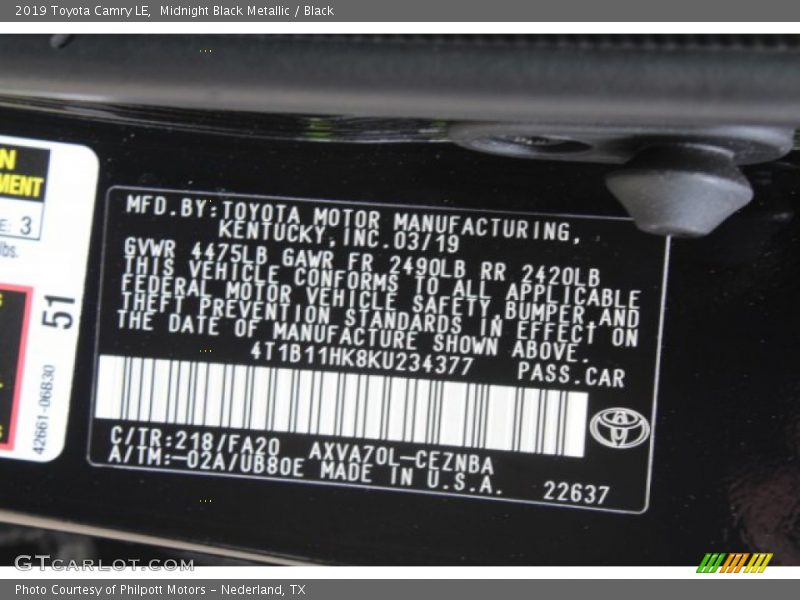 2019 Toyota Camry LE,  Midnight Black Metallic / Black
N
MENT
E: 3
lbs.
51
42661-06B30
MFD.BY:TOYOTA MOTOR MANUFACTURING,
KENTUCKY,INC.03/19
GVWR 4475LB GAWR FR 2490LB RR 2420LB
THIS VEHICLE CONFORMS TO ALL APPLICABLE
FEDERAL MOTOR VEHICLE SAFETY,BUMPER,AND
THEFT PREVENTION STANDARDS IN EFFECT ON
THE DATE OF MANUFACTURE SHOWN ABOVE.
4T1B11HK8KU234377 PASS.CAR
C/TR:218/FA20 AXVA70L-CEZNBA
A/TM:-02A/UB80E MADE IN U.S.A.
22637
GTCARLOT.COM
Photo Courtesy of Philpott Motors - Nederland, TX